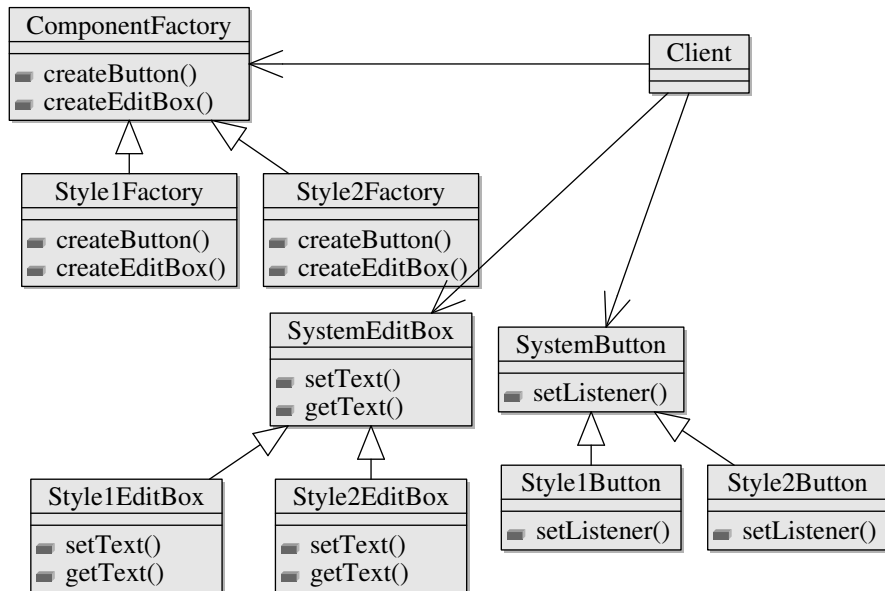 ComponentFactory
createButton()
createEditBox()
Client
Style1Factory
createButton()
createEditBox()
Style2Factory
createButton()
createEditBox()
SystemEditBox
setText()
getText()
SystemButton
setListener()
Style1EditBox
setText()
getText()
Style2EditBox
setText()
getText()
Style1Button
setListener()
Style2Button
setListener()